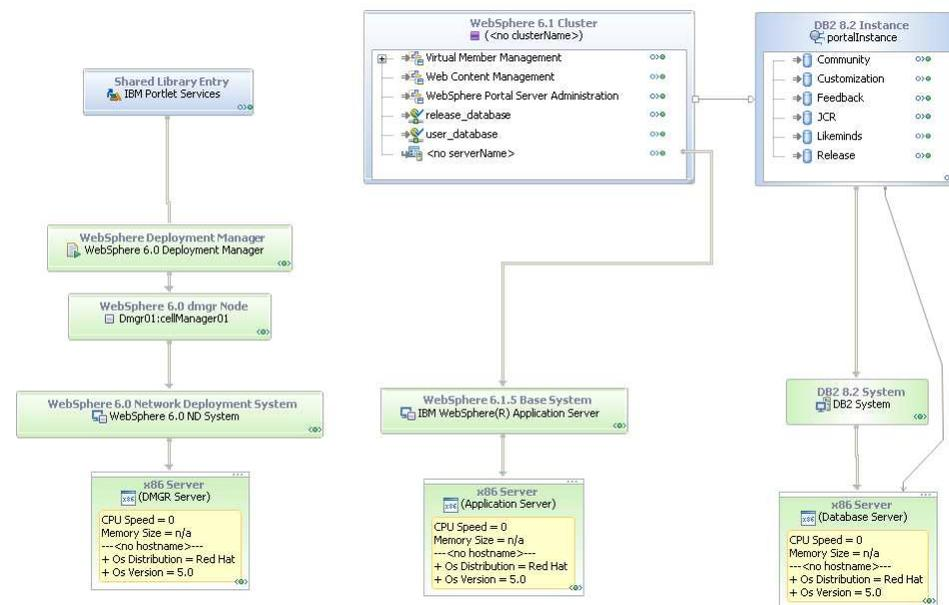 Shared Library Entry
IBM Portlet Services
WebSphere Deployment Manager
WebSphere 6.0 Deployment Manager
WebSphere 6.0 dmgr Node
Dmgr01:cellManager01
WebSphere 6.0 Network Deployment System
WebSphere 6.0 ND System
x86 Server
x86
(DMGR Server)
CPU Speed = 0
Memory Size = n/a
---<no hostname>---
+ Os Distribution = Red Hat
+ Os Version = 5.0
WebSphere 6.1 Cluster
(<no clusterName>)
Virtual Member Management
Web Content Management
WebSphere Portal Server Administration
release_database
user_database
<no serverName>
WebSphere 6.1.5 Base System
IBM WebSphere(R) Application Server
x86 Server
x86
(Application Server)
CPU Speed = 0
Memory Size = n/a
---<no hostname>---
+ Os Distribution = Red Hat
+ Os Version = 5.0
DB2 8.2 Instance
portalInstance
Community
Customization
Feedback
JCR
Likeminds
Release
DB2 8.2 System
DB2 System
x86 Server
x86
(Database Server)
CPU Speed = 0
Memory Size = n/a
---<no hostname>---
+ Os Distribution = Red Hat
+ Os Version = 5.0